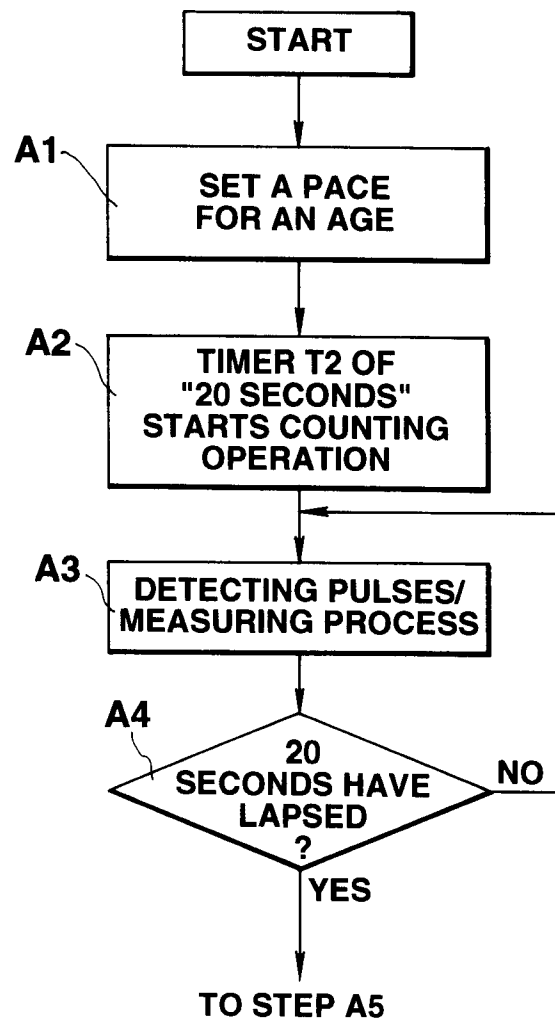 START
A1
SET A PACE
FOR AN AGE
A2
TIMER T2 OF
"20 SECONDS"
STARTS COUNTING
OPERATION
A3
DETECTING PULSES/
MEASURING PROCESS
A4
20
SECONDS HAVE
LAPSED
?
NO
YES
TO STEP A5